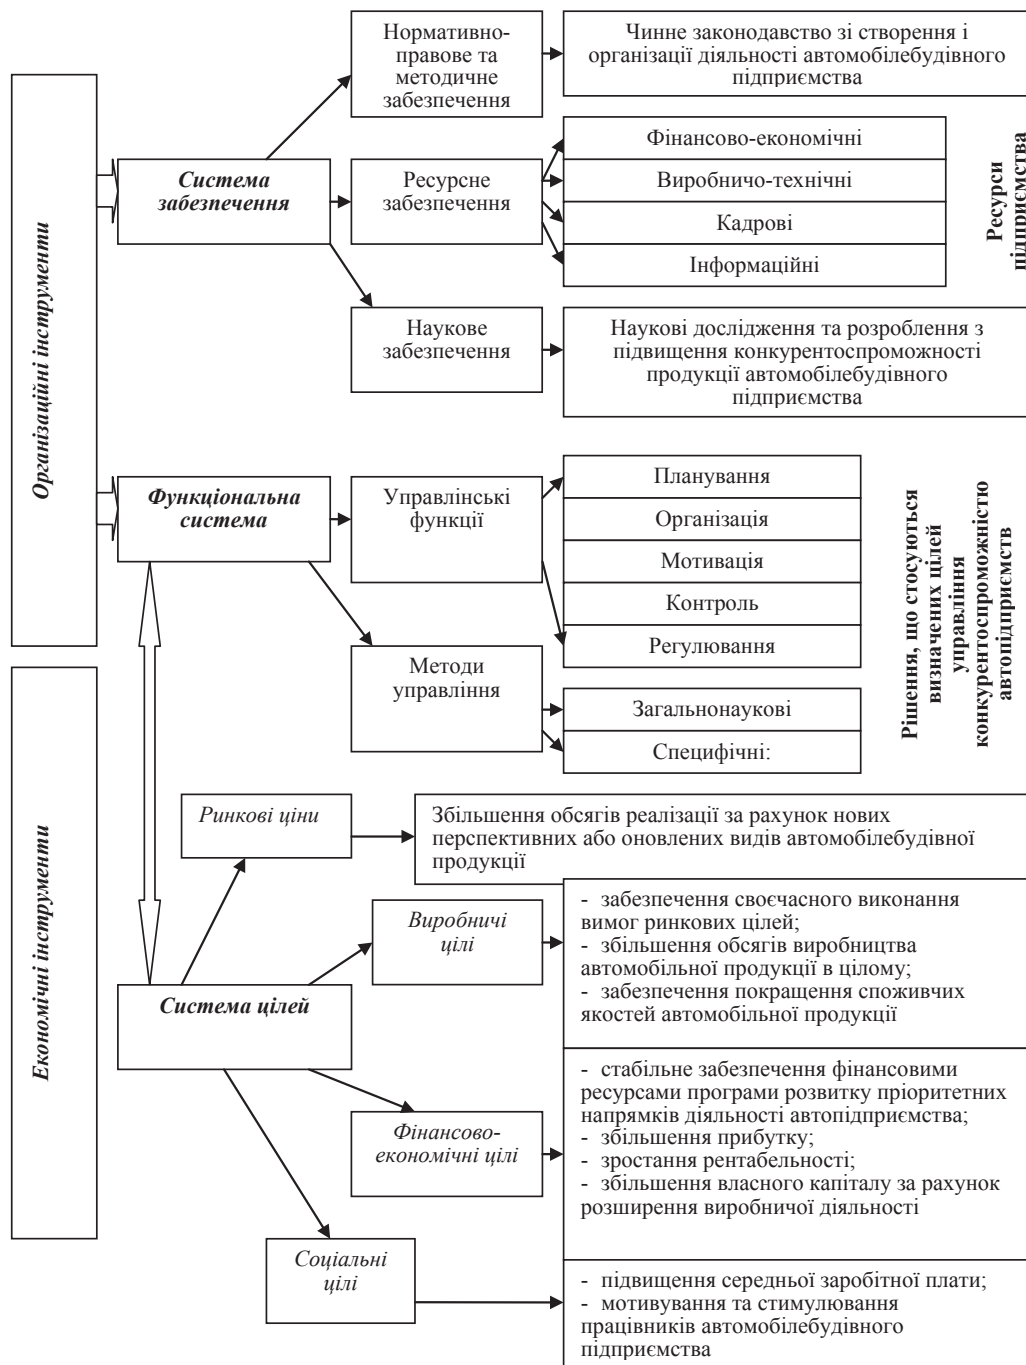 Організаційні інструменти
Система
забезпечення
Нормативно-
правове та
методичне
забезпечення
Чинне законодавство зі створення і
організації діяльності автомобілебудівного
підприємства
Ресурсне
забезпечення
Фінансово-економічні
Виробничо-технічні
Кадрові
Інформаційні
Ресурси
підприємства
Наукове
забезпечення
Наукові дослідження та розроблення з
підвищення конкурентоспроможності
продукції автомобілебудівного
підприємства
Функціональна
система
Управлінські
функції
Планування
Організація
Мотивація
Контроль
Регулювання
Методи
управління
Загальнонаукові
Специфічні:
Рішення, що стосуються
визначених цілей
управління
конкурентоспроможністю
автопідприємств
Економічні інструменти
Система цілей
Ринкові ціни
Збільшення обсягів реалізації за рахунок нових
перспективних або оновлених видів автомобілебудівної
продукції
Виробничі
цілі
- забезпечення своєчасного виконання
вимог ринкових цілей;
- збільшення обсягів виробництва
автомобільної продукції в цілому;
- забезпечення покращення споживчих
якостей автомобільної продукції
Фінансово-
економічні цілі
- стабільне забезпечення фінансовими
ресурсами програми розвитку пріоритетних
напрямків діяльності автопідприємства;
- збільшення прибутку;
- зростання рентабельності;
- збільшення власного капіталу за рахунок
розширення виробничої діяльності
Соціальні
цілі
- підвищення середньої заробітної плати;
- мотивування та стимулювання
працівників автомобілебудівного
підприємства